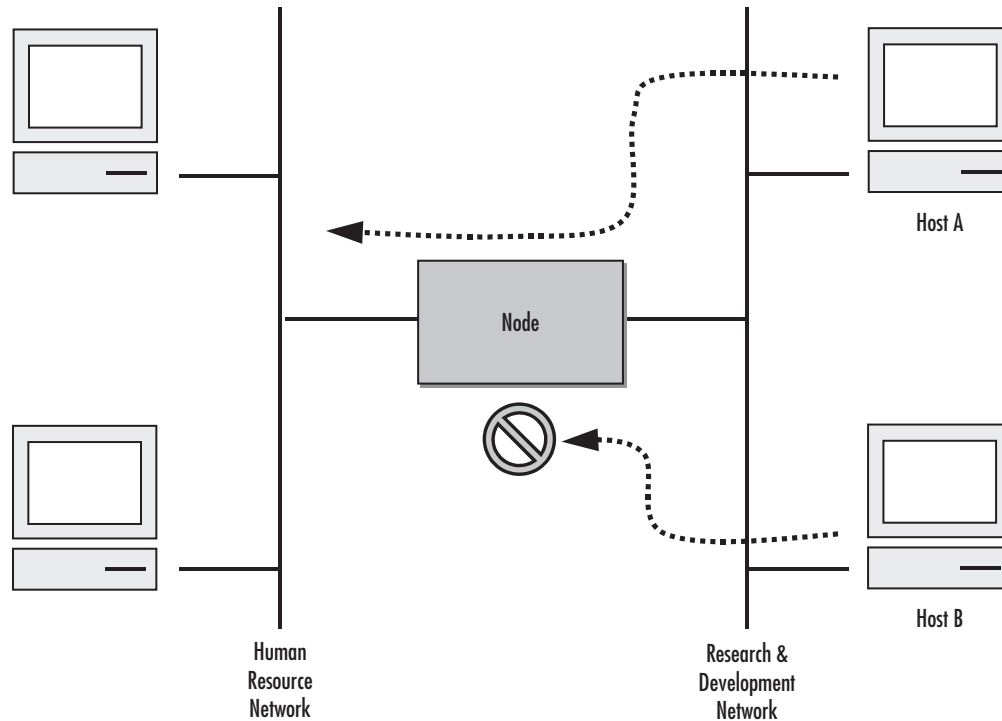 Host A
Node
Host B
Human
Resource
Network
Research &
Development
Network